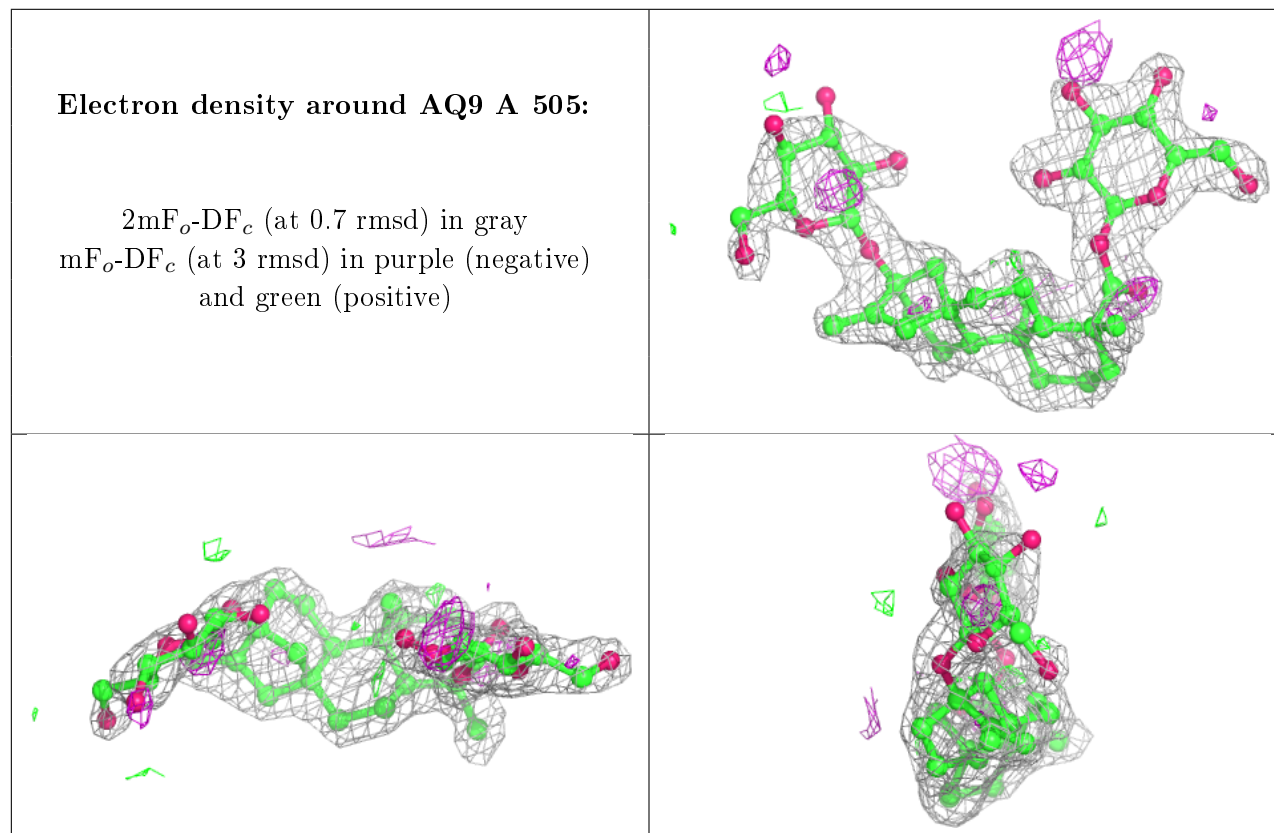 Electron density around AQ9 A 505:
2mFo-DFc (at 0.7 rmsd) in gray
mFo-DFc (at 3 rmsd) in purple (negative)
and green (positive)